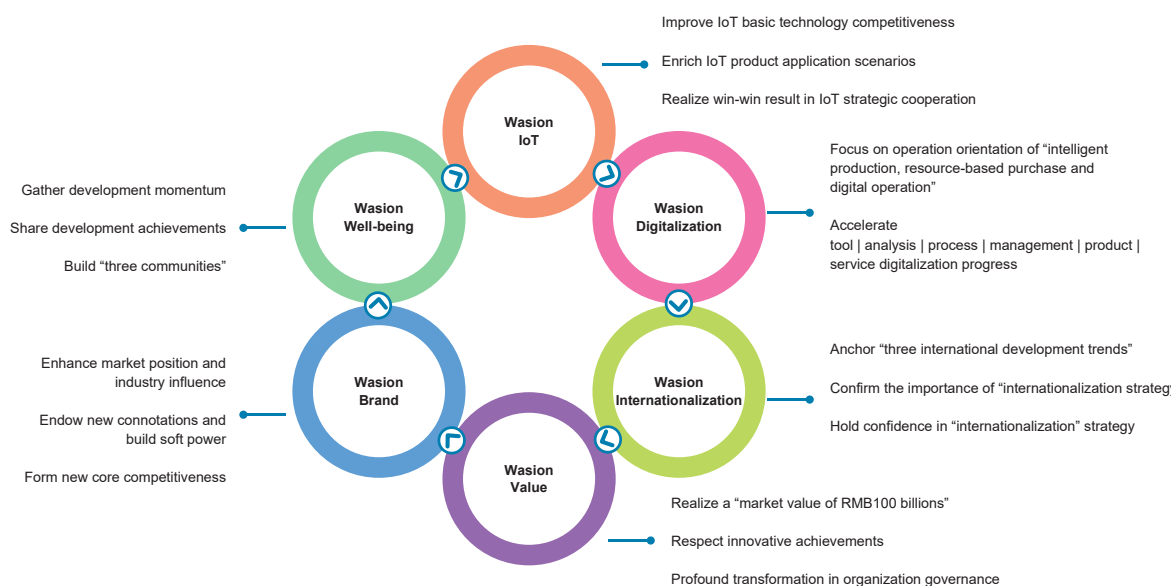 Improve IoT basic technology competitiveness
Enrich IoT product application scenarios
Realize win-win result in IoT strategic cooperation
Wasion
IoT
Focus on operation orientation of “intelligent
production, resource-based purchase and
digital operation”
Accelerate
tool | analysis | process | management | product |
service digitalization progress
Wasion
Digitalization
Gather development momentum
Share development achievements
Build “three communities”
Wasion
Well-being
Anchor “three international development trends”
Confirm the importance of “internationalization strategy
Hold confidence in “internationalization” strategy
Wasion
Internationalization
Enhance market position and
industry influence
Endow new connotations and
build soft power
Form new core competitiveness
Wasion
Brand
Wasion
Value
Realize a “market value of RMB100 billions”
Respect innovative achievements
Profound transformation in organization governance